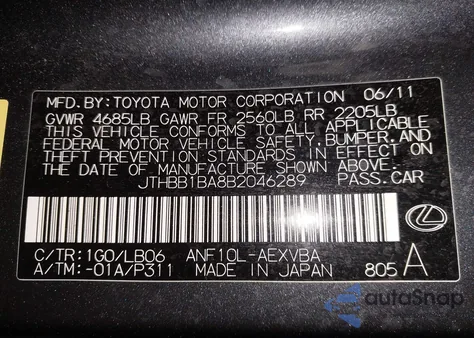 MFD. BY: TOYOTA MOTOR CORPORATION 06/11
GVWR 4685LB GAWR FR 2560LB RR 2205LB
THIS VEHICLE CONFORMS TO ALL APPLICABLE
FEDERAL MOTOR VEHICLE SAFETY, BUMPER, AND
THEFT PREVENTION STANDARDS IN EFFECT ON
THE DATE OF MANUFACTURE SHOWN ABOVE.
JTHBB1BA8B2046289 PASS. CAR
C/TR: 1G0/LB06 ANF10L-AEXVBA
A/TM: -01A/P311 MADE IN JAPAN 805 A
autoSnap